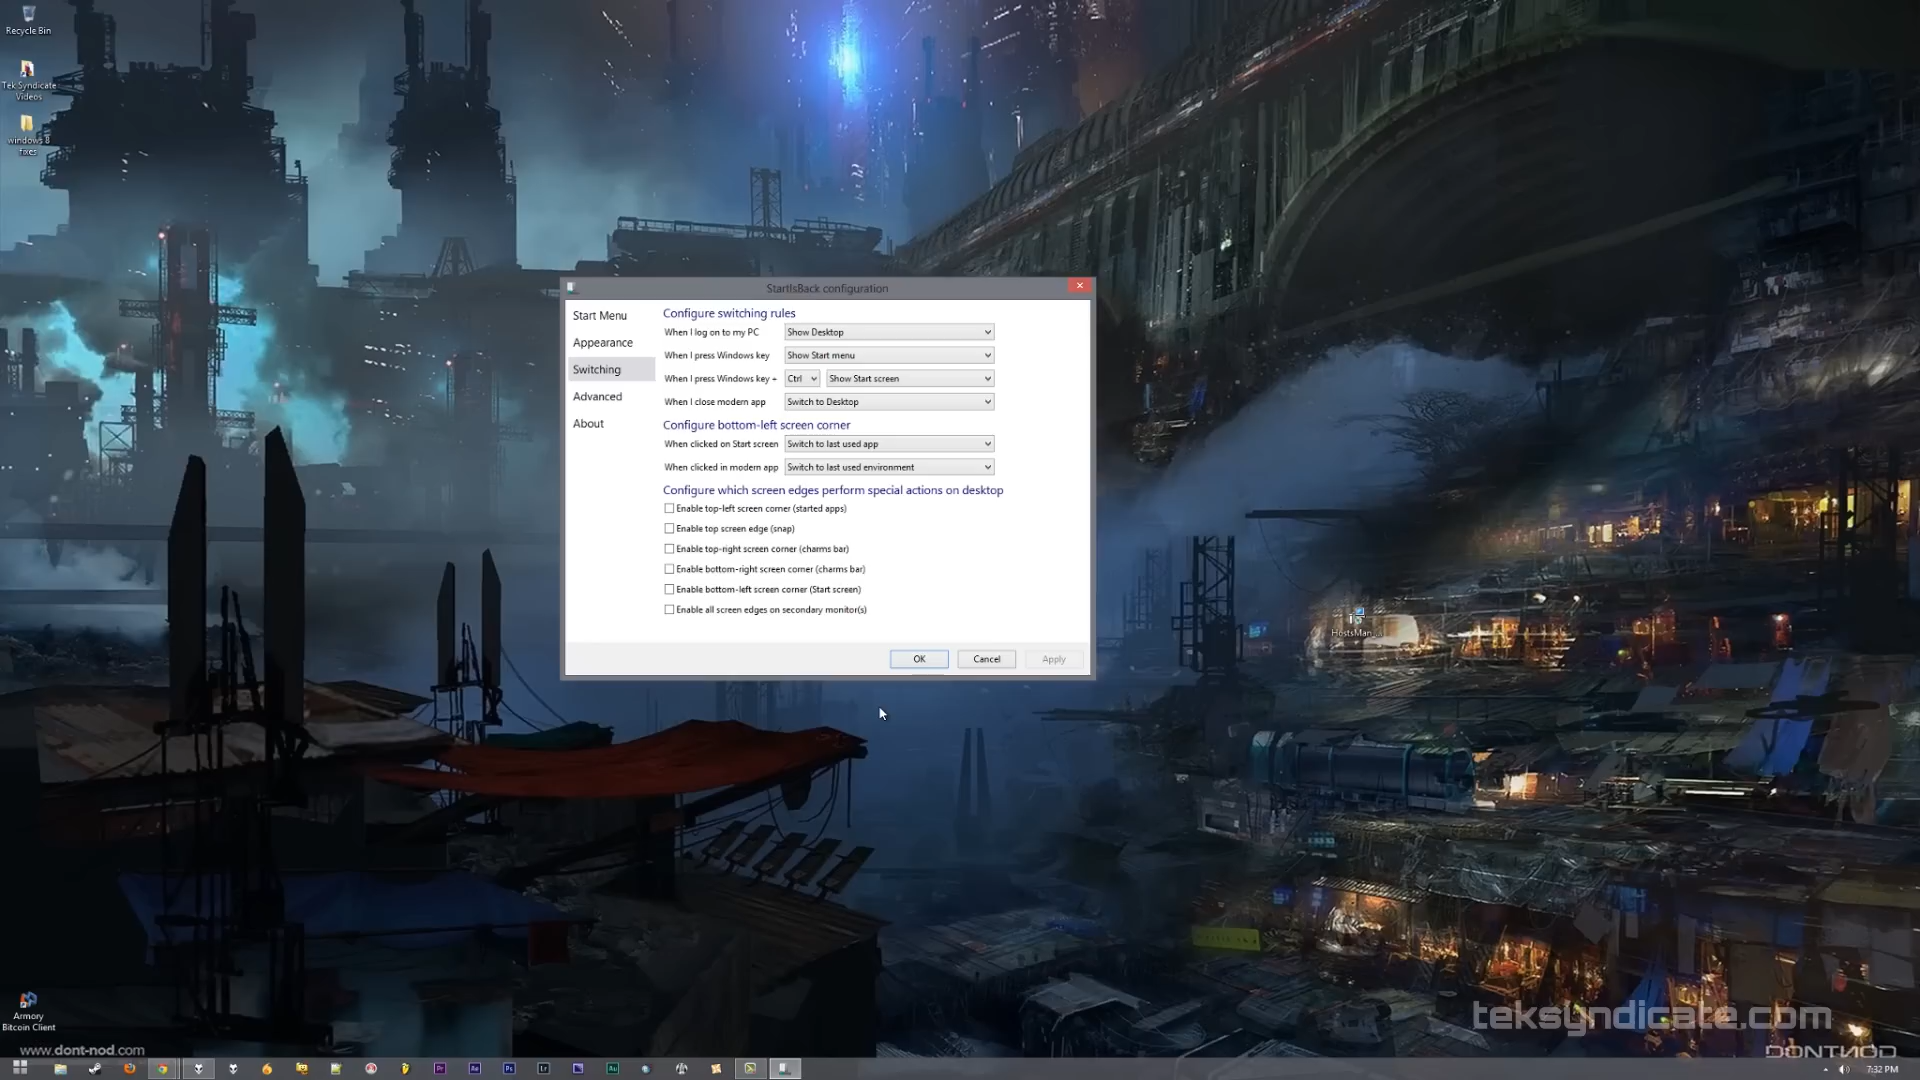 Recycle Bin
Tek Syndicate
Videos
windows 8
fixes
StartIsBack configuration
Start Menu
Appearance
Switching
Advanced
About
Configure switching rules
When I log on to my PC Show Desktop
When I press Windows key Show Start menu
When I press Windows key + Ctrl Show Start screen
When I close modern app Switch to Desktop
Configure bottom-left screen corner
When clicked on Start screen Switch to last used app
When clicked in modern app Switch to last used environment
Configure which screen edges perform special actions on desktop
Enable top-left screen corner (started apps)
Enable top screen edge (snap)
Enable top-right screen corner (charms bar)
Enable bottom-right screen corner (charms bar)
Enable bottom-left screen corner (Start screen)
Enable all screen edges on secondary monitor(s)
OK Cancel Apply
HostsMan
Armory
Bitcoin Client
teksyndicate.com
www.dont-nod.com
DONTNOD
Pr Ae Ps Lr Au
7:32 PM